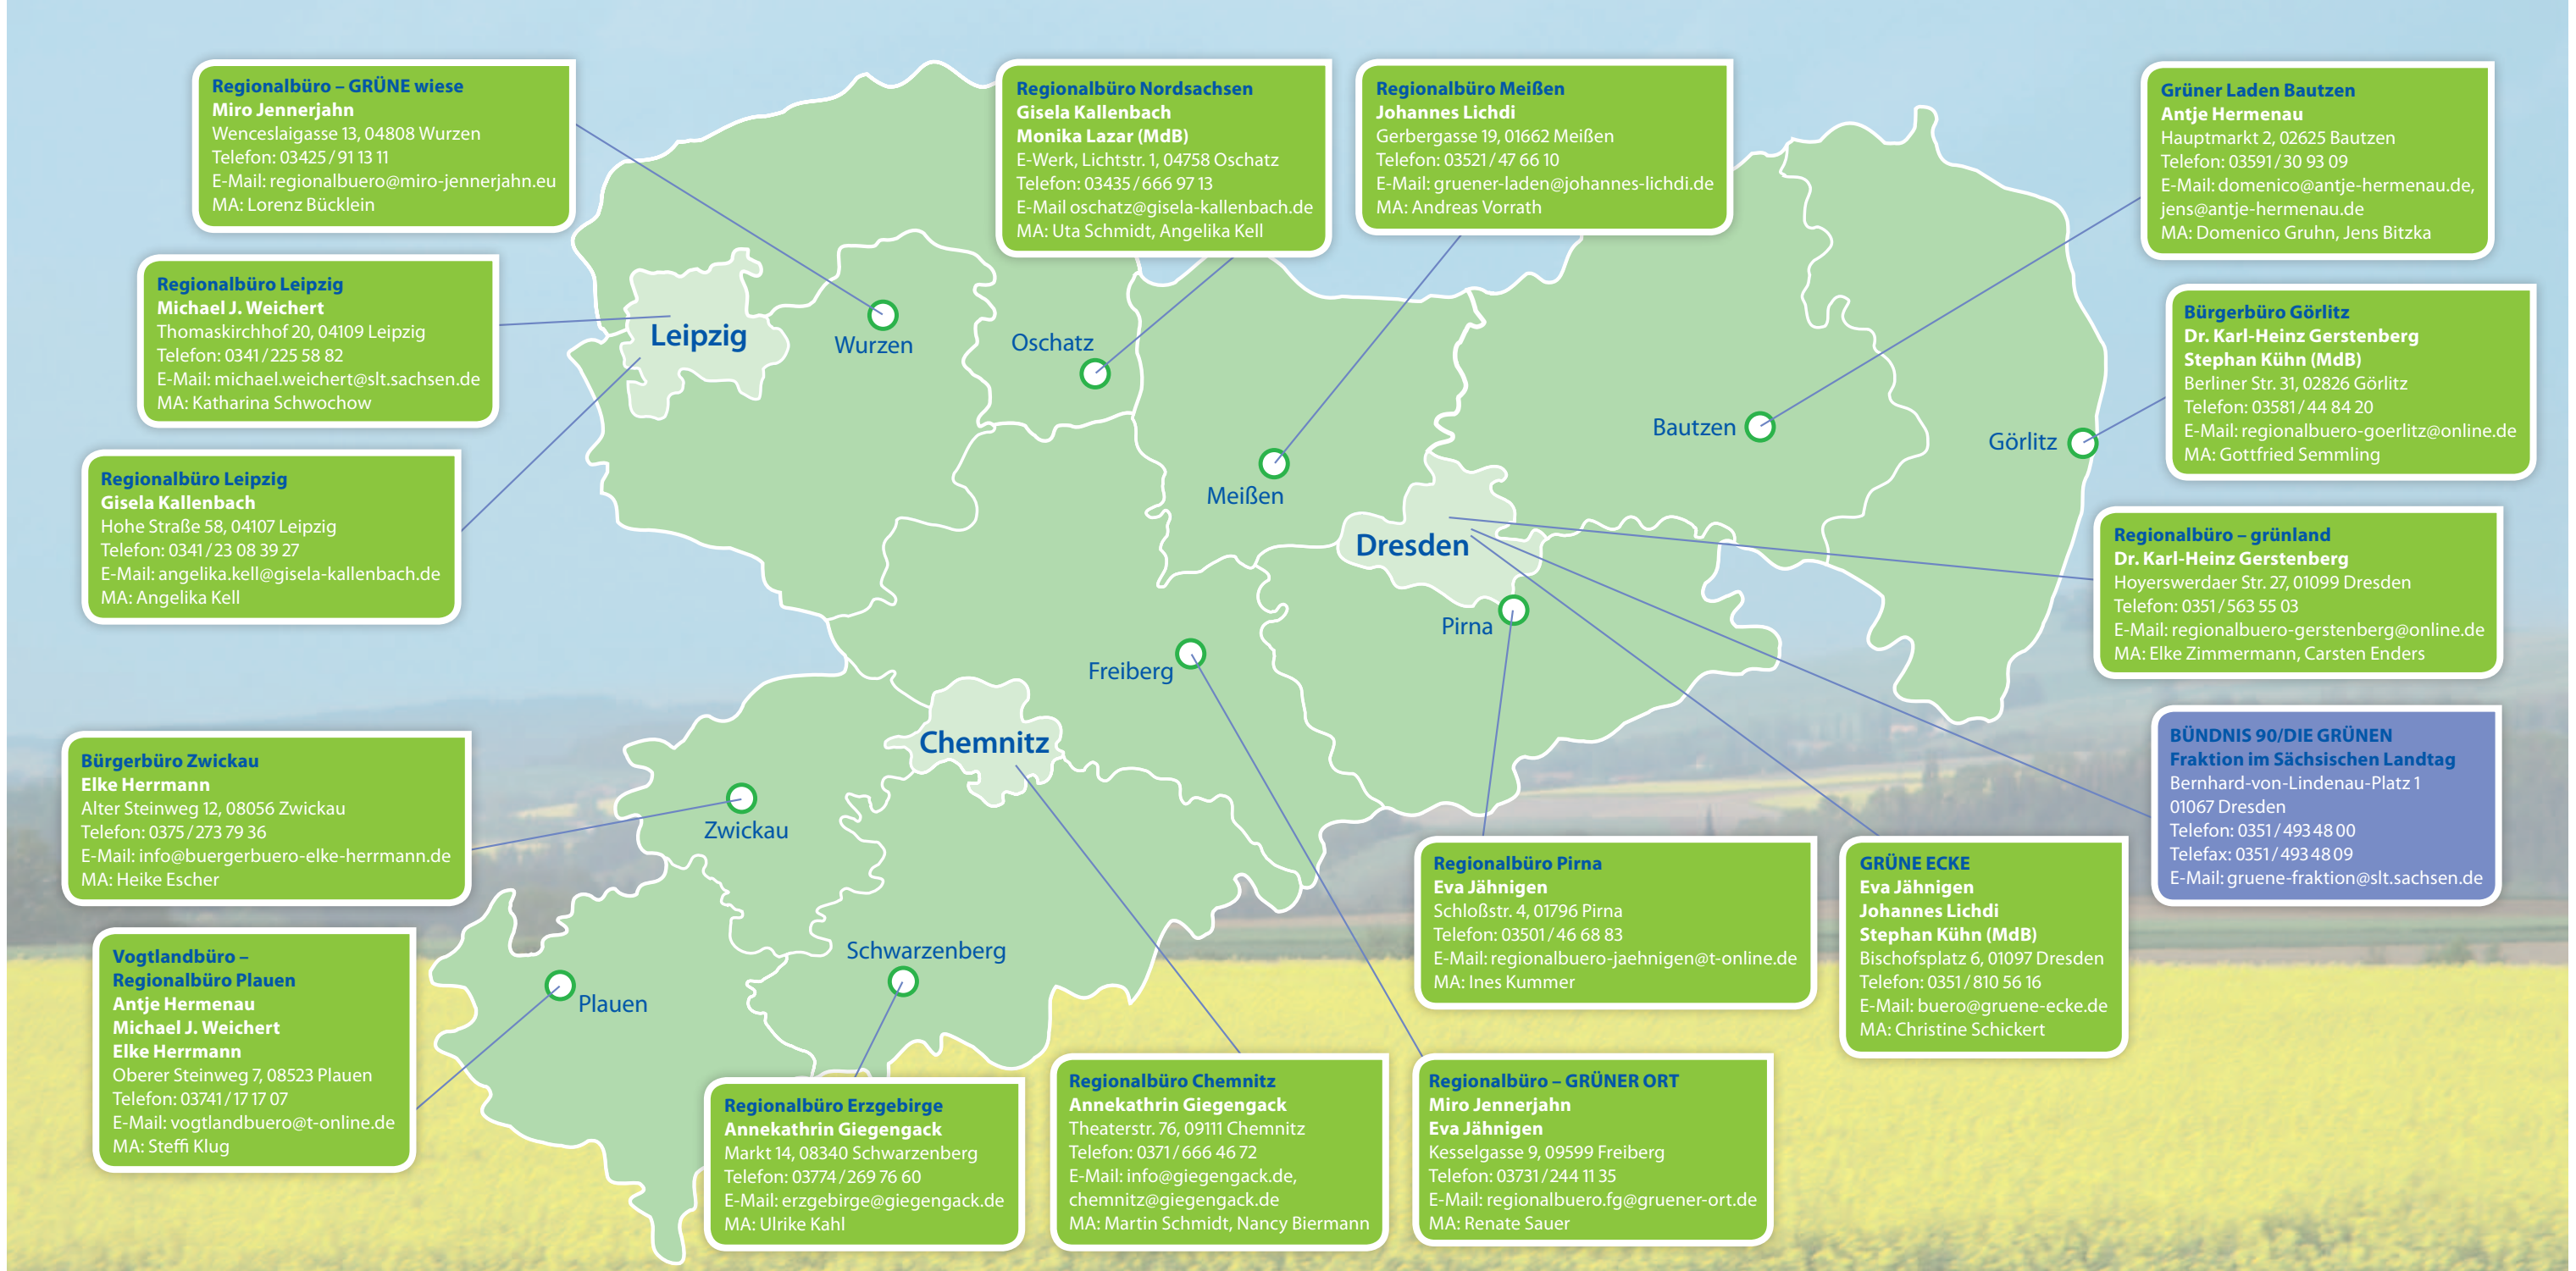 Regionalbüro – GRÜNE wiese
Miro Jennerjahn
Wenceslaigasse 13, 04808 Wurzen
Telefon: 03425 / 91 13 11
E-Mail: regionalbuero@miro-jennerjahn.eu
MA: Lorenz Bücklein
Regionalbüro Nordsachsen
Gisela Kallenbach
Monika Lazar (MdB)
E-Werk, Lichtstr. 1, 04758 Oschatz
Telefon: 03435 / 666 97 13
E-Mail oschatz@gisela-kallenbach.de
MA: Uta Schmidt, Angelika Kell
Regionalbüro Meißen
Johannes Lichdi
Gerbergasse 19, 01662 Meißen
Telefon: 03521 / 47 66 10
E-Mail: gruener-laden@johannes-lichdi.de
MA: Andreas Vorrath
Grüner Laden Bautzen
Antje Hermenau
Hauptmarkt 2, 02625 Bautzen
Telefon: 03591 / 30 93 09
E-Mail: domenico@antje-hermenau.de,
jens@antje-hermenau.de
MA: Domenico Gruhn, Jens Bitzka
Regionalbüro Leipzig
Michael J. Weichert
Thomaskirchhof 20, 04109 Leipzig
Telefon: 0341 / 225 58 82
E-Mail: michael.weichert@slt.sachsen.de
MA: Katharina Schwochow
Bürgerbüro Görlitz
Dr. Karl-Heinz Gerstenberg
Stephan Kühn (MdB)
Berliner Str. 31, 02826 Görlitz
Telefon: 03581 / 44 84 20
E-Mail: regionalbuero-goerlitz@online.de
MA: Gottfried Semmling
Leipzig
Wurzen
Oschatz
Bautzen
Görlitz
Meißen
Dresden
Pirna
Freiberg
Chemnitz
Zwickau
Schwarzenberg
Plauen
Regionalbüro Leipzig
Gisela Kallenbach
Hohe Straße 58, 04107 Leipzig
Telefon: 0341 / 23 08 39 27
E-Mail: angelika.kell@gisela-kallenbach.de
MA: Angelika Kell
Regionalbüro – grünland
Dr. Karl-Heinz Gerstenberg
Hoyerswerdaer Str. 27, 01099 Dresden
Telefon: 0351 / 563 55 03
E-Mail: regionalbuero-gerstenberg@online.de
MA: Elke Zimmermann, Carsten Enders
BÜNDNIS 90/DIE GRÜNEN
Fraktion im Sächsischen Landtag
Bernhard-von-Lindenau-Platz 1
01067 Dresden
Telefon: 0351 / 493 48 00
Telefax: 0351 / 493 48 09
E-Mail: gruene-fraktion@slt.sachsen.de
Bürgerbüro Zwickau
Elke Herrmann
Alter Steinweg 12, 08056 Zwickau
Telefon: 0375 / 273 79 36
E-Mail: info@buergerbuero-elke-herrmann.de
MA: Heike Escher
Regionalbüro Pirna
Eva Jähnigen
Schloßstr. 4, 01796 Pirna
Telefon: 03501 / 46 68 83
E-Mail: regionalbuero-jaehnigen@t-online.de
MA: Ines Kummer
GRÜNE ECKE
Eva Jähnigen
Johannes Lichdi
Stephan Kühn (MdB)
Bischofsplatz 6, 01097 Dresden
Telefon: 0351 / 810 56 16
E-Mail: buero@gruene-ecke.de
MA: Christine Schickert
Vogtlandbüro –
Regionalbüro Plauen
Antje Hermenau
Michael J. Weichert
Elke Herrmann
Oberer Steinweg 7, 08523 Plauen
Telefon: 03741 / 17 17 07
E-Mail: vogtlandbuero@t-online.de
MA: Steffi Klug
Regionalbüro Erzgebirge
Annekathrin Giegengack
Markt 14, 08340 Schwarzenberg
Telefon: 03774 / 269 76 60
E-Mail: erzgebirge@giegengack.de
MA: Ulrike Kahl
Regionalbüro Chemnitz
Annekathrin Giegengack
Theaterstr. 76, 09111 Chemnitz
Telefon: 0371 / 666 46 72
E-Mail: info@giegengack.de,
chemnitz@giegengack.de
MA: Martin Schmidt, Nancy Biermann
Regionalbüro – GRÜNER ORT
Miro Jennerjahn
Eva Jähnigen
Kesselgasse 9, 09599 Freiberg
Telefon: 03731 / 244 11 35
E-Mail: regionalbuero.fg@gruener-ort.de
MA: Renate Sauer